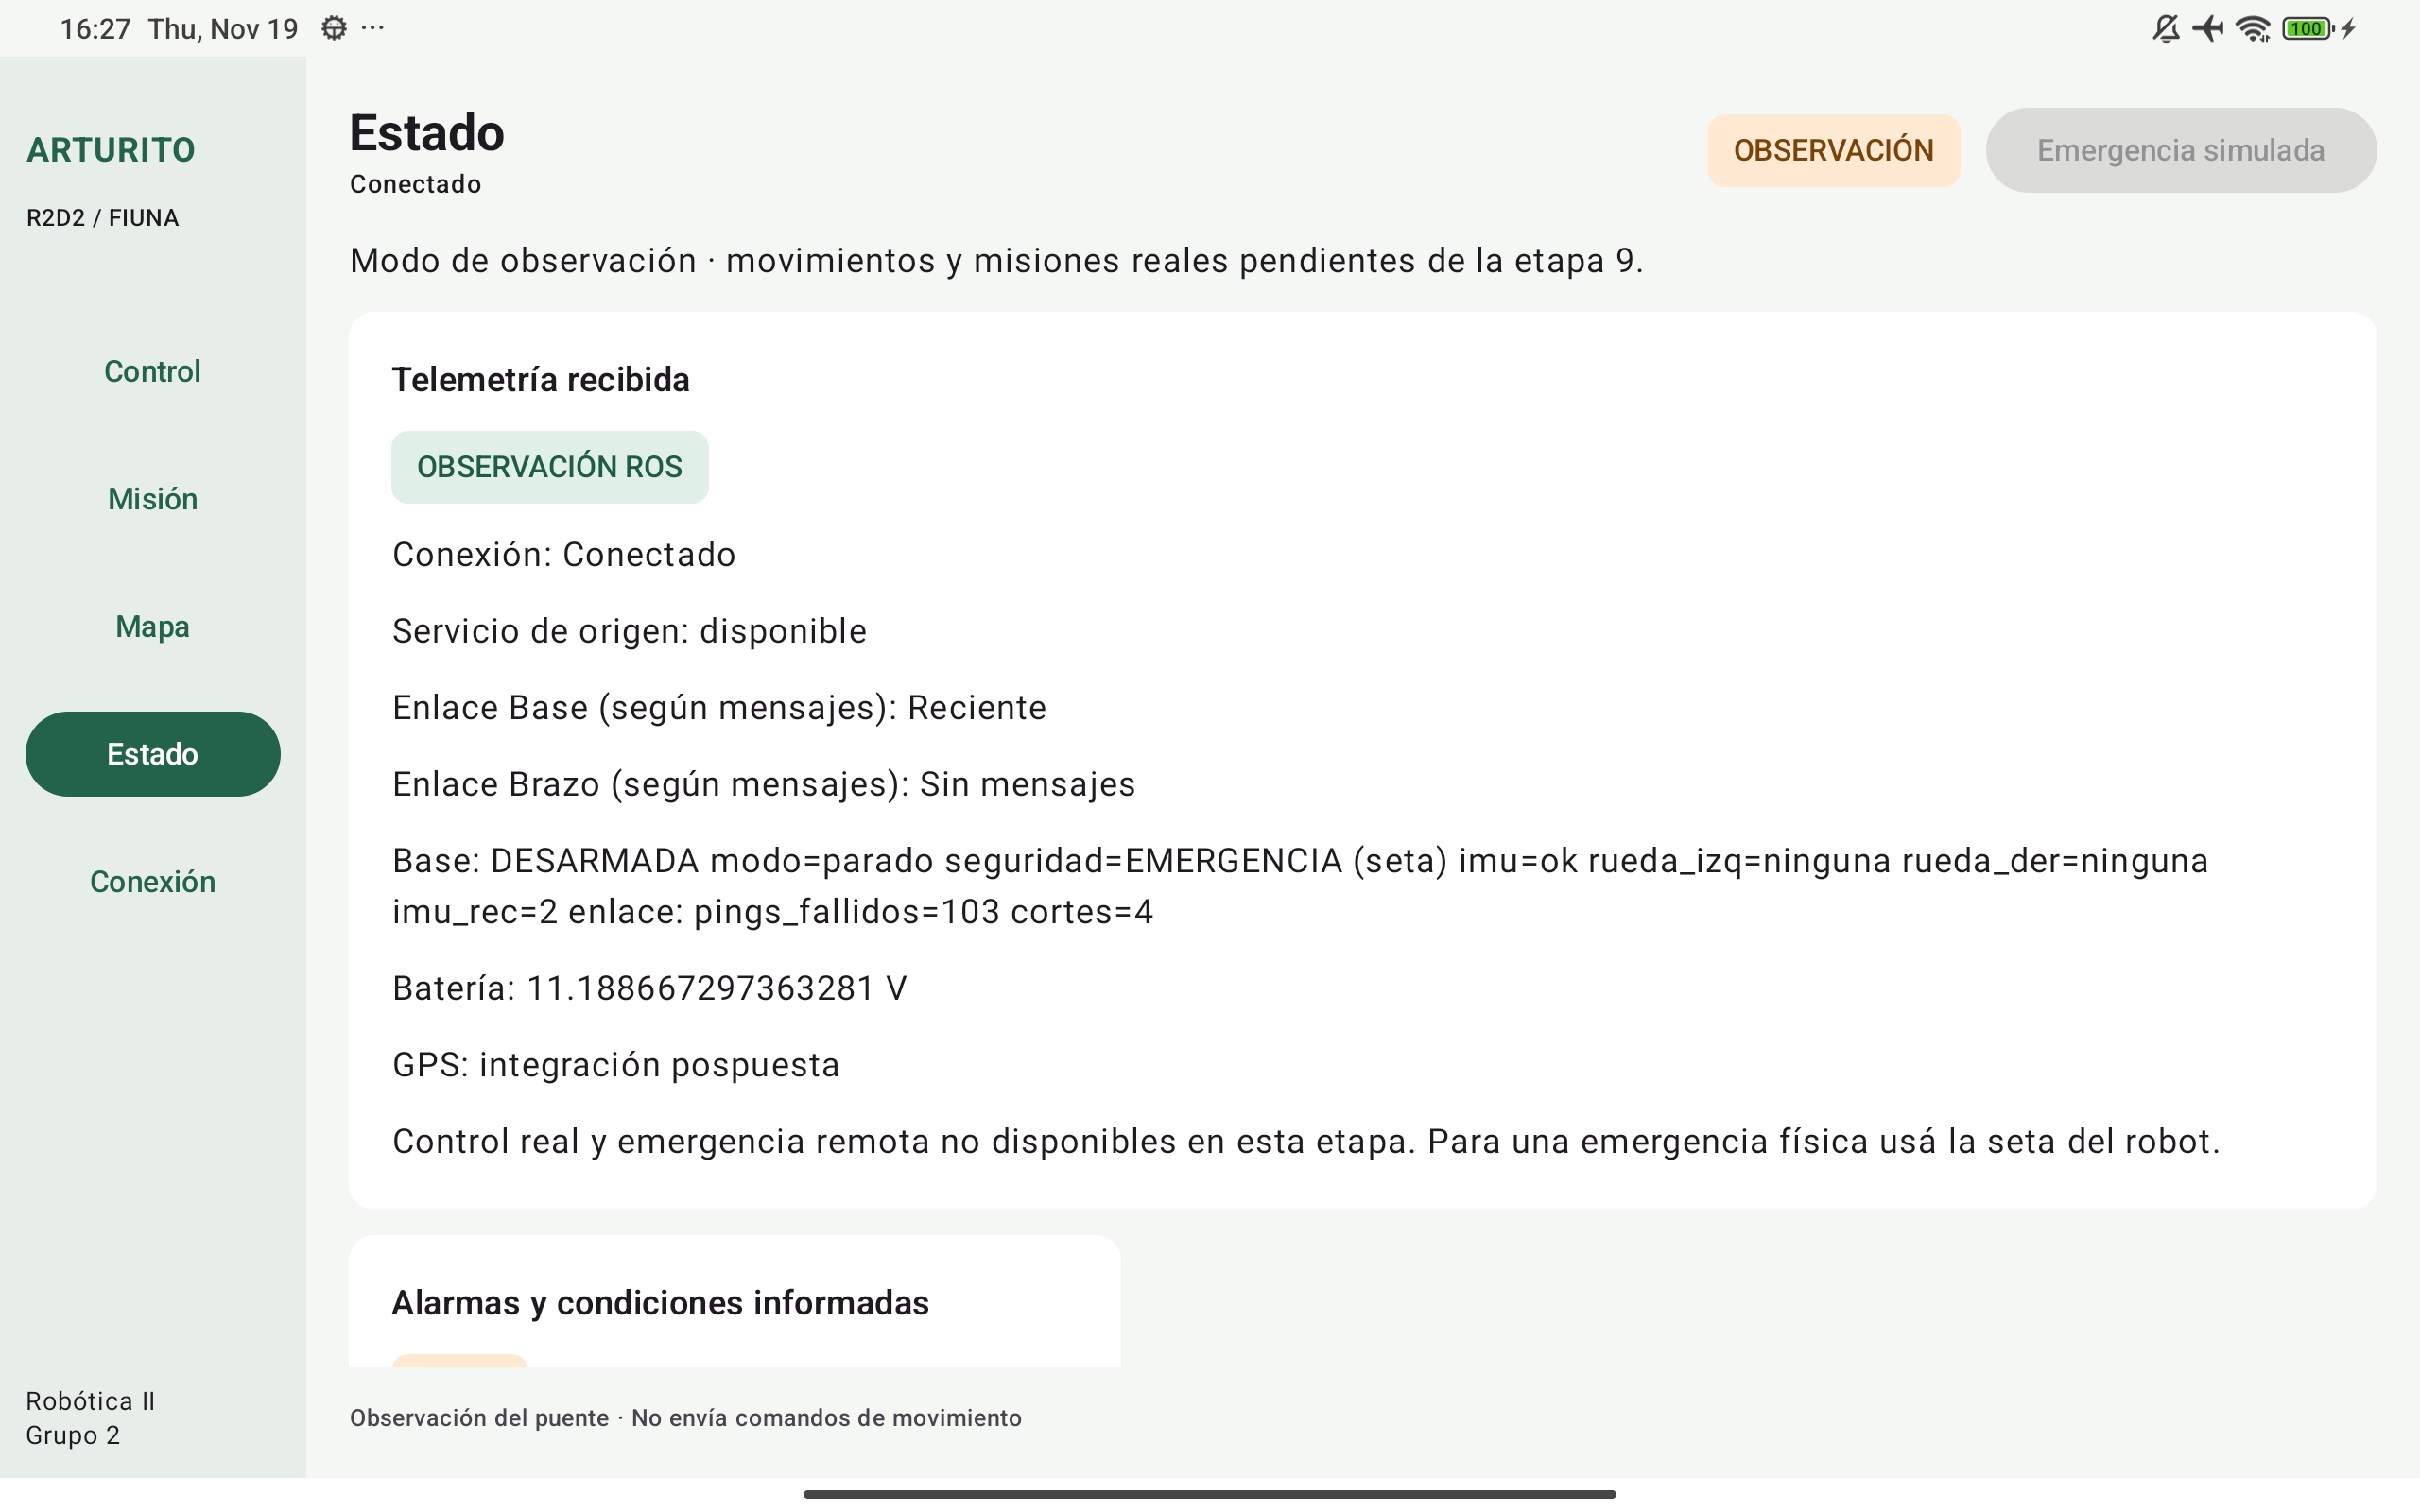 16:27 Thu, Nov 19 ...
100
ARTURITO
R2D2 / FIUNA
Control
Misión
Mapa
Estado
Conexión
Robótica II
Grupo 2
Estado
Conectado
OBSERVACIÓN
Emergencia simulada
Modo de observación · movimientos y misiones reales pendientes de la etapa 9.
Telemetría recibida
OBSERVACIÓN ROS
Conexión: Conectado
Servicio de origen: disponible
Enlace Base (según mensajes): Reciente
Enlace Brazo (según mensajes): Sin mensajes
Base: DESARMADA modo=parado seguridad=EMERGENCIA (seta) imu=ok rueda_izq=ninguna rueda_der=ninguna
imu_rec=2 enlace: pings_fallidos=103 cortes=4
Batería: 11.188667297363281 V
GPS: integración pospuesta
Control real y emergencia remota no disponibles en esta etapa. Para una emergencia física usá la seta del robot.
Alarmas y condiciones informadas
Observación del puente · No envía comandos de movimiento